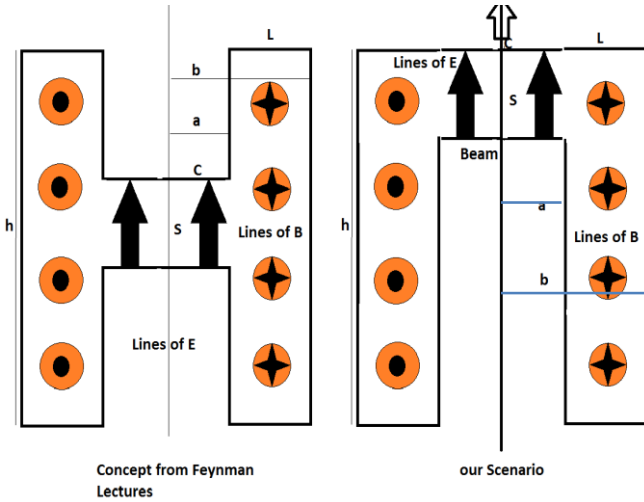 L
b
a
C
h
S
Lines of B
Lines of E
Concept from Feynman
Lectures
C
L
Lines of E
S
Beam
a
h
Lines of B
b
our Scenario